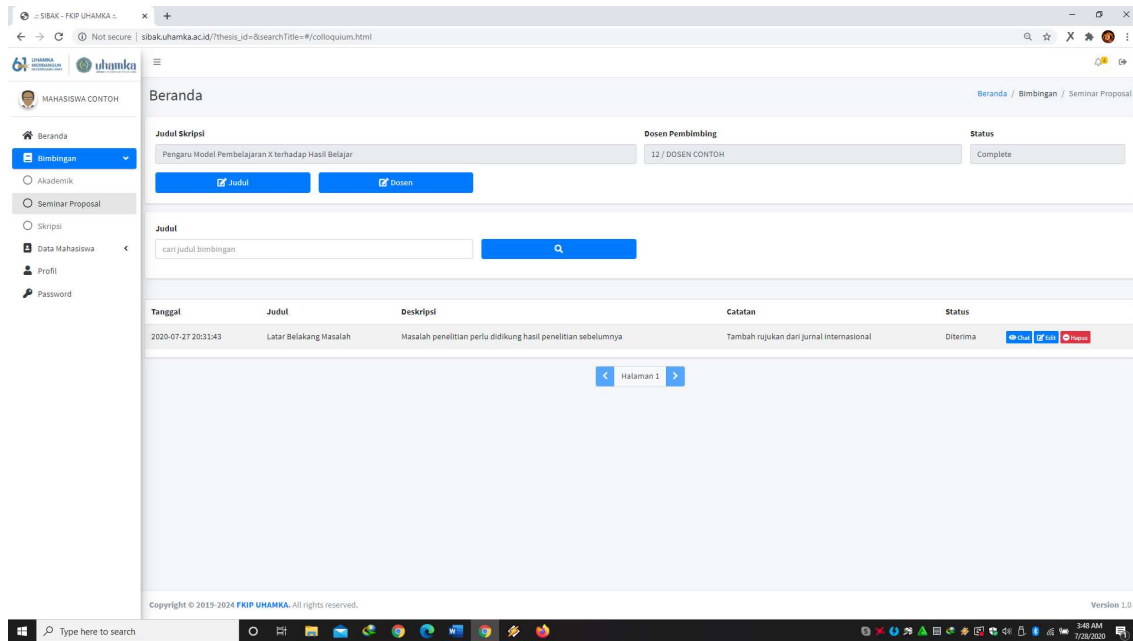 .:: SIBAK - FKIP UHAMKA ::.
Not secure
sibak.uhamka.ac.id/?thesis_id=&searchTitle=#/colloquium.html
61 UHAMKA
uhamka
MAHASISWA CONTOH
Beranda
Bimbingan
Akademik
Seminar Proposal
Skripsi
Data Mahasiswa
Profil
Password
Beranda
Beranda / Bimbingan / Seminar Proposal
Judul Skripsi Dosen Pembimbing Status
Pengaru Model Pembelajaran X terhadap Hasil Belajar 12 / DOSEN CONTOH Complete
Judul Dosen
Judul
cari judul bimbingan
Tanggal Judul Deskripsi Catatan Status
2020-07-27 20:31:43 Latar Belakang Masalah Masalah penelitian perlu didikung hasil penelitian sebelumnya Tambah rujukan dari jurnal internasional Diterima Chat Edit Hapus
Halaman 1
Copyright © 2019-2024 FKIP UHAMKA. All rights reserved. Version 1.0
Type here to search
3:48 AM
7/28/2020